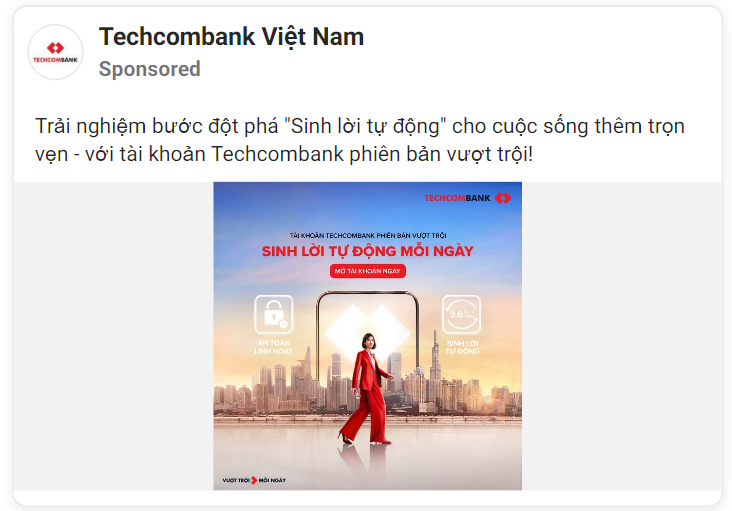 TECHCOMBANK
Techcombank Việt Nam
Sponsored
Trải nghiệm bước đột phá "Sinh lời tự động" cho cuộc sống thêm trọn
vẹn - với tài khoản Techcombank phiên bản vượt trội!
TECHCOMBANK
TÀI KHOẢN TECHCOMBANK PHIÊN BẢN VƯỢT TRỘI
SINH LỜI TỰ ĐỘNG MỖI NGÀY
MỞ TÀI KHOẢN NGAY
AN TOÀN
LINH HOẠT
SINH LỜI
TỰ ĐỘNG
VƯỢT TRỘI MỖI NGÀY